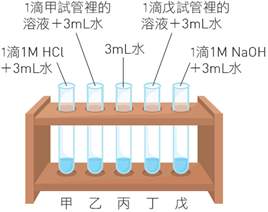 1滴甲試管裡的
溶液＋3mL水
1滴戊試管裡的
溶液＋3mL水
1滴1M HCl
＋3mL水
3mL水
1滴1M NaOH
＋3mL水
甲 乙 丙 丁 戊